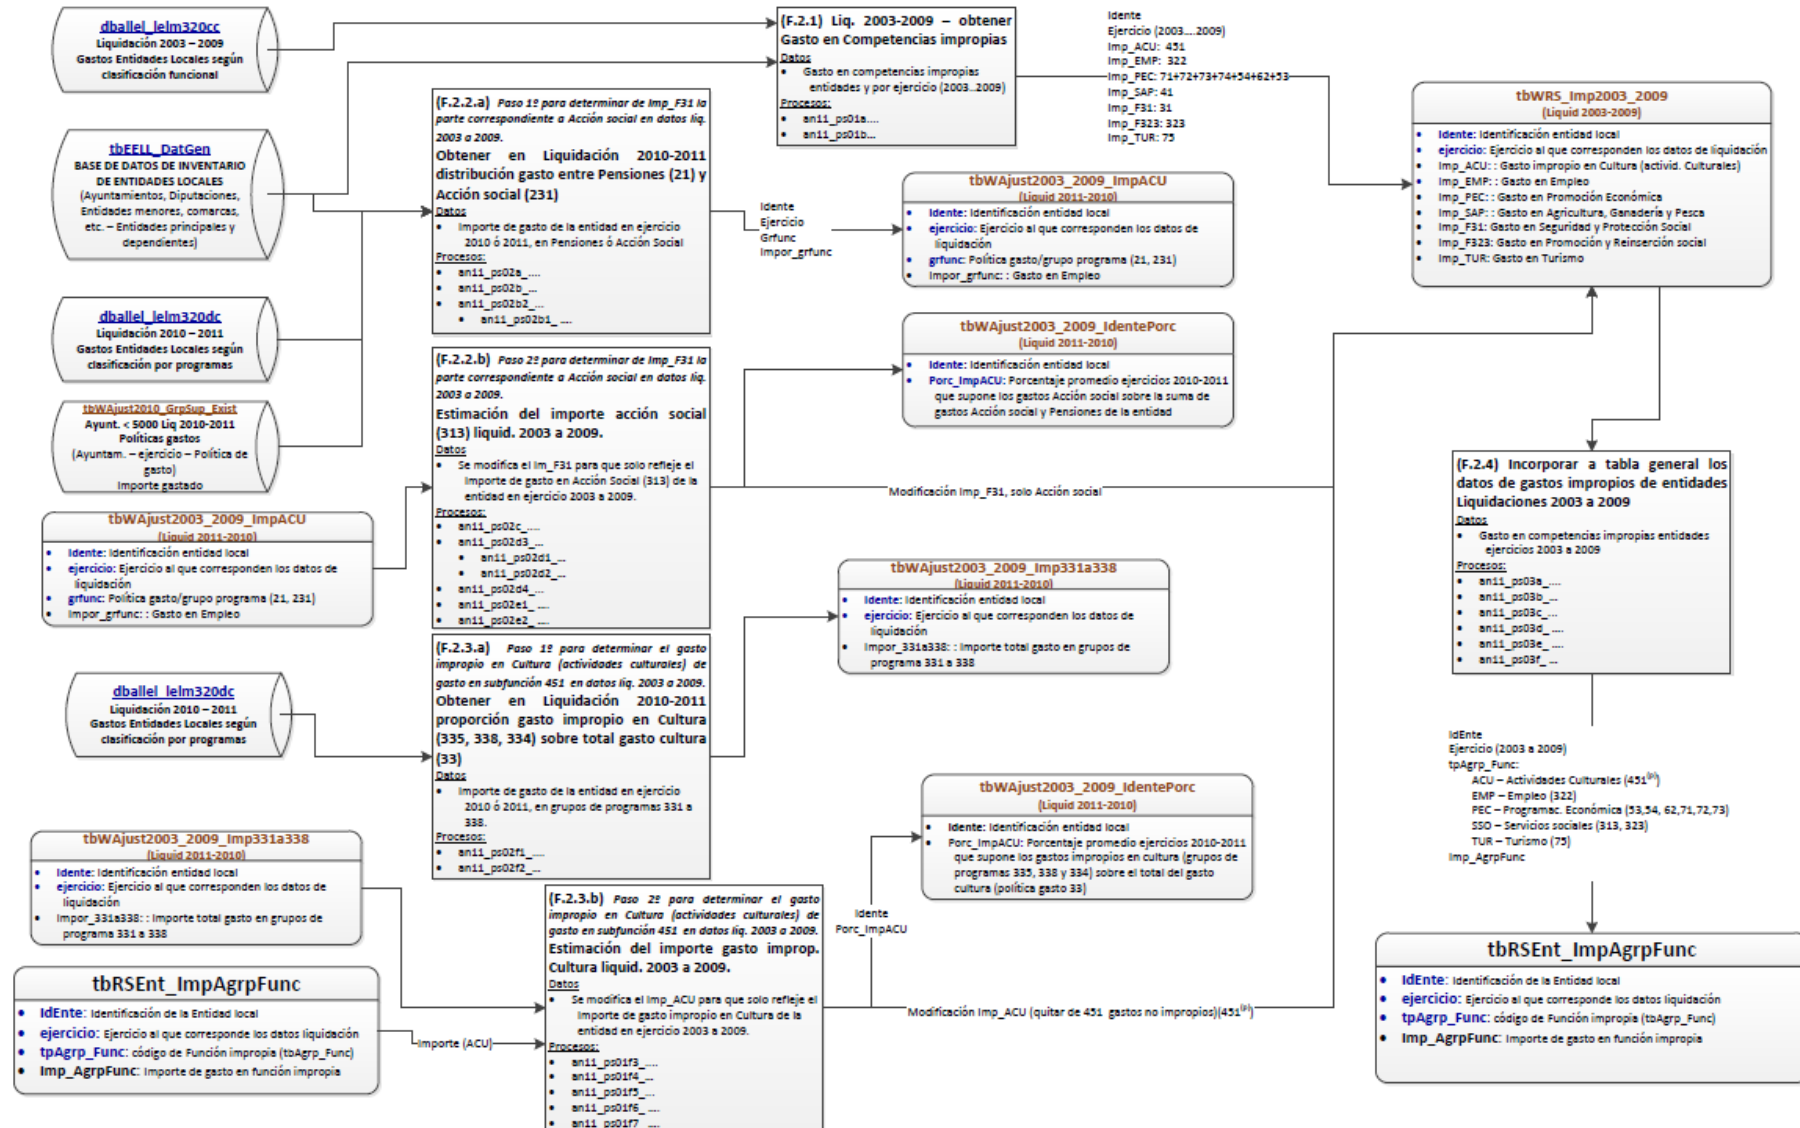 dballel_lelm320cc
Liquidación 2003 – 2009
Gastos Entidades Locales según
clasificación funcional
tbEELL_DatGen
BASE DE DATOS DE INVENTARIO
DE ENTIDADES LOCALES
(Ayuntamientos, Diputaciones,
Entidades menores, comarcas,
etc. – Entidades principales y
dependientes)
dballel_lelm320dc
Liquidación 2010 – 2011
Gastos Entidades Locales según
clasificación por programas
tbWAjust2010_GrpSup_Exist
Ayunt. < 5000 Liq 2010-2011
Políticas gastos
(Ayuntam. – ejercicio – Política de
gasto)
Importe gastado
tbWAjust2003_2009_ImpACU
(Liquid 2011-2010)
• Idente: Identificación entidad local
• ejercicio: Ejercicio al que corresponden los datos de
liquidación
• grfunc: Política gasto/grupo programa (21, 231)
• Impor_grfunc: : Gasto en Empleo
dballel_lelm320dc
Liquidación 2010 – 2011
Gastos Entidades Locales según
clasificación por programas
tbWAjust2003_2009_Imp331a338
(Liquid 2011-2010)
• Idente: Identificación entidad local
• ejercicio: Ejercicio al que corresponden los datos de
liquidación
• Impor_331a338: : Importe total gasto en grupos de
programa 331 a 338
tbRSEnt_ImpAgrpFunc
• IdEnte: Identificación de la Entidad local
• ejercicio: Ejercicio al que corresponde los datos liquidación
• tpAgrp_Func: código de Función impropia (tbAgrp_Func)
• Imp_AgrpFunc: Importe de gasto en función impropia
Importe (ACU)
(F.2.2.a) Paso 1º para determinar de Imp_F31 la
parte correspondiente a Acción social en datos liq.
2003 a 2009.
Obtener en Liquidación 2010-2011
distribución gasto entre Pensiones (21) y
Acción social (231)
Datos
• Importe de gasto de la entidad en ejercicio
2010 ó 2011, en Pensiones ó Acción Social
Procesos:
• an11_ps02a_....
• an11_ps02b_...
• an11_ps02b2_...
• an11_ps02b1_ ....
(F.2.2.b) Paso 2º para determinar de Imp_F31 la
parte correspondiente a Acción social en datos liq.
2003 a 2009.
Estimación del importe acción social
(313) liquid. 2003 a 2009.
Datos
• Se modifica el Im_F31 para que solo refleje el
importe de gasto en Acción Social (313) de la
entidad en ejercicio 2003 a 2009.
Procesos:
• an11_ps02c_....
• an11_ps02d3_...
• an11_ps02d1_...
• an11_ps02d2_...
• an11_ps02d4_...
• an11_ps02e1_ ....
• an11_ps02e2_ ....
(F.2.3.a) Paso 1º para determinar el gasto
impropio en Cultura (actividades culturales) de
gasto en subfunción 451 en datos liq. 2003 a 2009.
Obtener en Liquidación 2010-2011
proporción gasto impropio en Cultura
(335, 338, 334) sobre total gasto cultura
(33)
Datos
• Importe de gasto de la entidad en ejercicio
2010 ó 2011, en grupos de programas 331 a
338.
Procesos:
• an11_ps02f1_....
• an11_ps02f2_...
(F.2.3.b) Paso 2º para determinar el gasto
impropio en Cultura (actividades culturales) de
gasto en subfunción 451 en datos liq. 2003 a 2009.
Estimación del importe gasto improp.
Cultura liquid. 2003 a 2009.
Datos
• Se modifica el Imp_ACU para que solo refleje el
importe de gasto impropio en Cultura de la
entidad en ejercicio 2003 a 2009.
Procesos:
• an11_ps01f3_....
• an11_ps01f4_...
• an11_ps01f5_...
• an11_ps01f6_ ....
• an11_ps01f7_ ....
(F.2.1) Liq. 2003-2009 – obtener
Gasto en Competencias impropias
Datos
• Gasto en competencias impropias
entidades y por ejercicio (2003...2009)
Procesos:
• an11_ps01a....
• an11_ps01b...
Idente
Ejercicio (2003....2009)
Imp_ACU: 451
Imp_EMP: 322
Imp_PEC: 71+72+73+74+54+62+53
Imp_SAP: 41
Imp_F31: 31
Imp_F323: 323
Imp_TUR: 75
Idente
Ejercicio
Grfunc
Impor_grfunc
tbWAjust2003_2009_ImpACU
(Liquid 2011-2010)
• Idente: Identificación entidad local
• ejercicio: Ejercicio al que corresponden los datos de
liquidación
• grfunc: Política gasto/grupo programa (21, 231)
• Impor_grfunc: : Gasto en Empleo
tbWAjust2003_2009_IdentePorc
(Liquid 2011-2010)
• Idente: Identificación entidad local
• Porc_ImpACU: Porcentaje promedio ejercicios 2010-2011
que supone los gastos Acción social sobre la suma de
gastos Acción social y Pensiones de la entidad
Modificación Imp_F31, solo Acción social
tbWAjust2003_2009_Imp331a338
(Liquid 2011-2010)
• Idente: Identificación entidad local
• ejercicio: Ejercicio al que corresponden los datos de
liquidación
• Impor_331a338: : Importe total gasto en grupos de
programa 331 a 338
tbWAjust2003_2009_IdentePorc
(Liquid 2011-2010)
• Idente: Identificación entidad local
• Porc_ImpACU: Porcentaje promedio ejercicios 2010-2011
que supone los gastos impropios en cultura (grupos de
programas 335, 338 y 334) sobre el total del gasto
cultura (política gasto 33)
Idente
Porc_ImpACU
Modificación Imp_ACU (quitar de 451 gastos no impropios)(451(p))
tbWRS_Imp2003_2009
(Liquid 2003-2009)
• Idente: Identificación entidad local
• ejercicio: Ejercicio al que corresponden los datos de liquidación
• Imp_ACU: : Gasto impropio en Cultura (activid. Culturales)
• Imp_EMP: : Gasto en Empleo
• Imp_PEC: : Gasto en Promoción Económica
• Imp_SAP: : Gasto en Agricultura, Ganadería y Pesca
• Imp_F31: Gasto en Seguridad y Protección Social
• Imp_F323: Gasto en Promoción y Reinserción social
• Imp_TUR: Gasto en Turismo
(F.2.4) Incorporar a tabla general los
datos de gastos impropios de entidades
Liquidaciones 2003 a 2009
Datos
• Gasto en competencias impropias entidades
ejercicios 2003 a 2009
Procesos:
• an11_ps03a_....
• an11_ps03b_...
• an11_ps03c_...
• an11_ps03d_ ....
• an11_ps03e_ ....
• an11_ps03f_ ...
IdEnte
Ejercicio (2003 a 2009)
tpAgrp_Func:
ACU – Actividades Culturales (451(p))
EMP – Empleo (322)
PEC – Programac. Económica (53,54, 62,71,72,73)
SSO – Servicios sociales (313, 323)
TUR – Turismo (75)
Imp_AgrpFunc
tbRSEnt_ImpAgrpFunc
• IdEnte: Identificación de la Entidad local
• ejercicio: Ejercicio al que corresponde los datos liquidación
• tpAgrp_Func: código de Función impropia (tbAgrp_Func)
• Imp_AgrpFunc: Importe de gasto en función impropia